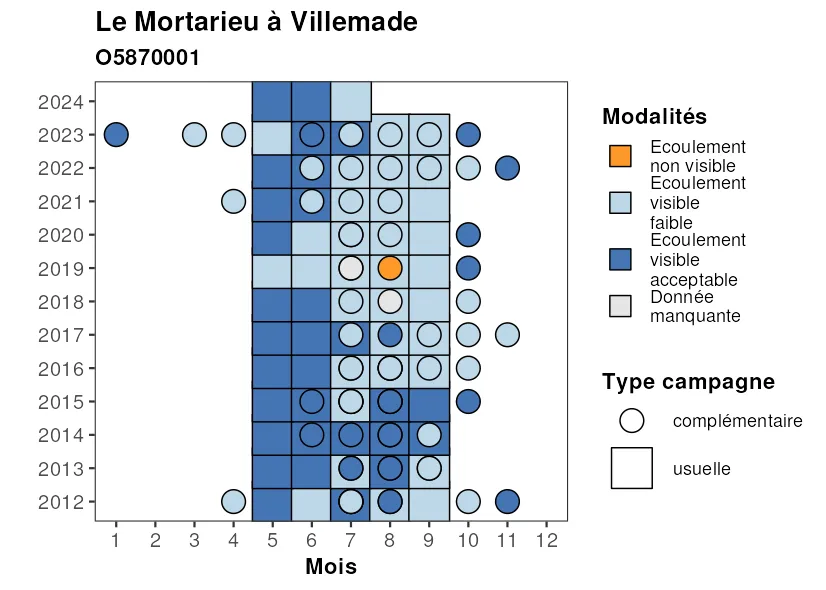 Le Mortarieu à Villemade
O5870001
2024
2023
2022
2021
2020
2019
2018
2017
2016
2015
2014
2013
2012
1 2 3 4 5 6 7 8 9 10 11 12
Mois
Modalités
Ecoulement
non visible
Ecoulement
visible
faible
Ecoulement
visible
acceptable
Donnée
manquante
Type campagne
complémentaire
usuelle